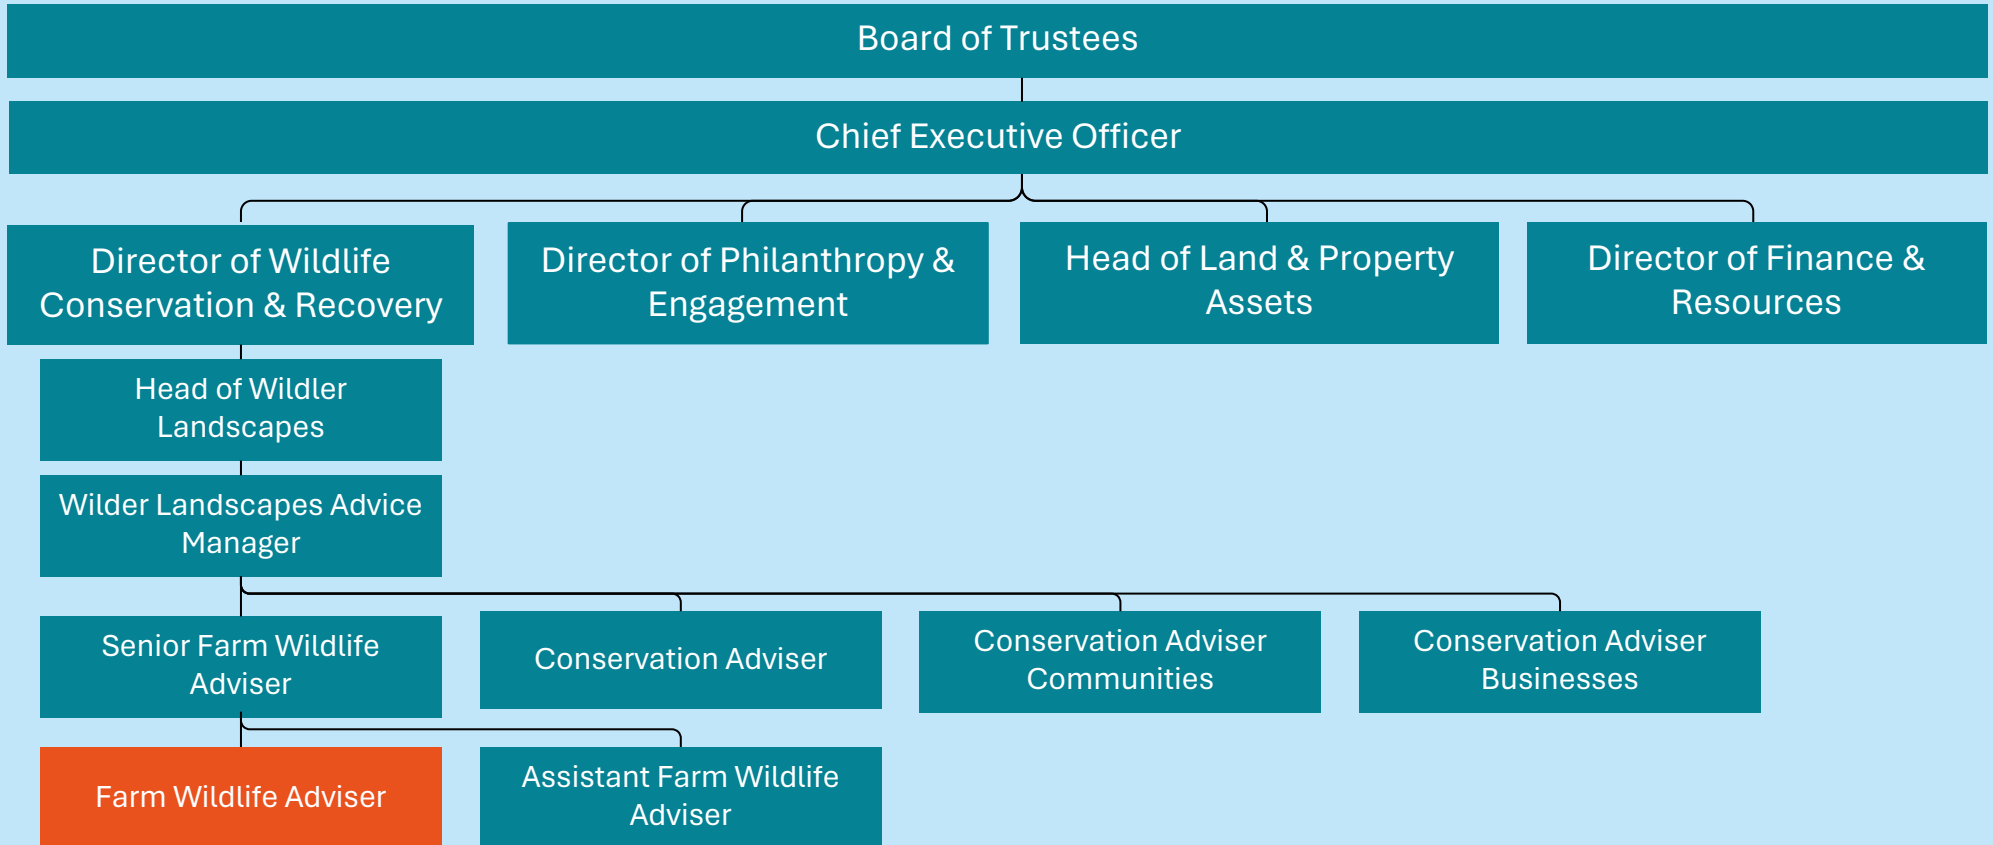 Board of Trustees
Chief Executive Officer
Director of Wildlife
Conservation & Recovery
Director of Philanthropy &
Engagement
Head of Land & Property
Assets
Director of Finance &
Resources
Head of Wildler
Landscapes
Wilder Landscapes Advice
Manager
Senior Farm Wildlife
Adviser
Conservation Adviser
Conservation Adviser
Communities
Conservation Adviser
Businesses
Farm Wildlife Adviser
Assistant Farm Wildlife
Adviser